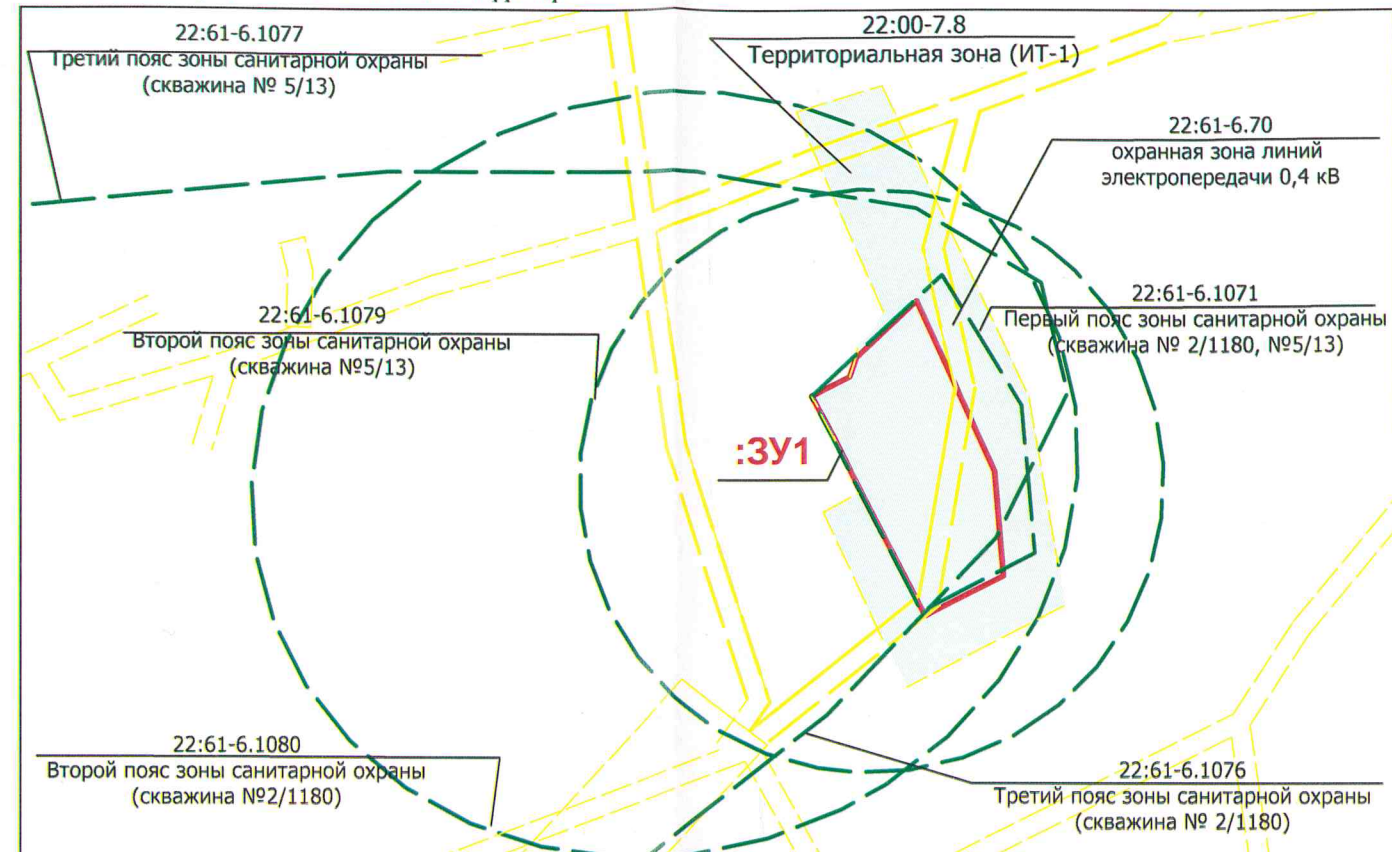 22:61-6.1077
Третий пояс зоны санитарной охраны
(скважина № 5/13)
22:00-7.8
Территориальная зона (ИТ-1)
22:61-6.70
охранная зона линий
электропередачи 0,4 кВ
22:61-6.1079
Второй пояс зоны санитарной охраны
(скважина №5/13)
22:61-6.1071
Первый пояс зоны санитарной охраны
(скважина № 2/1180, №5/13)
:ЗУ1
22:61-6.1080
Второй пояс зоны санитарной охраны
(скважина №2/1180)
22:61-6.1076
Третий пояс зоны санитарной охраны
(скважина № 2/1180)